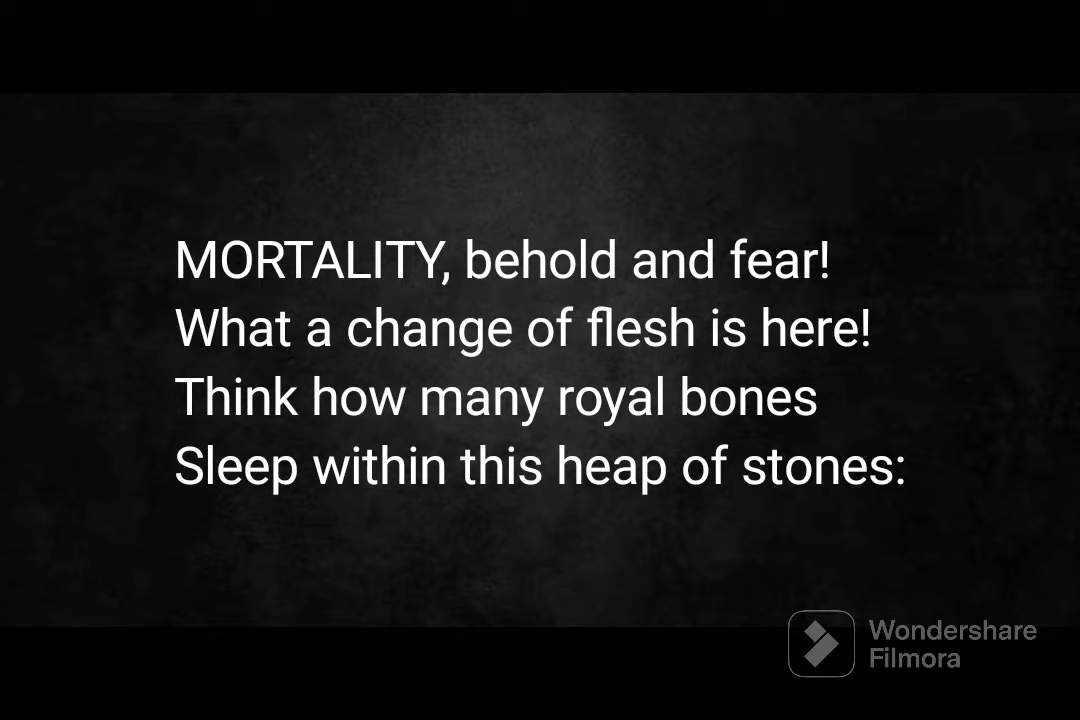 MORTALITY, behold and fear!
What a change of flesh is here!
Think how many royal bones
Sleep within this heap of stones:
Wondershare
Filmora